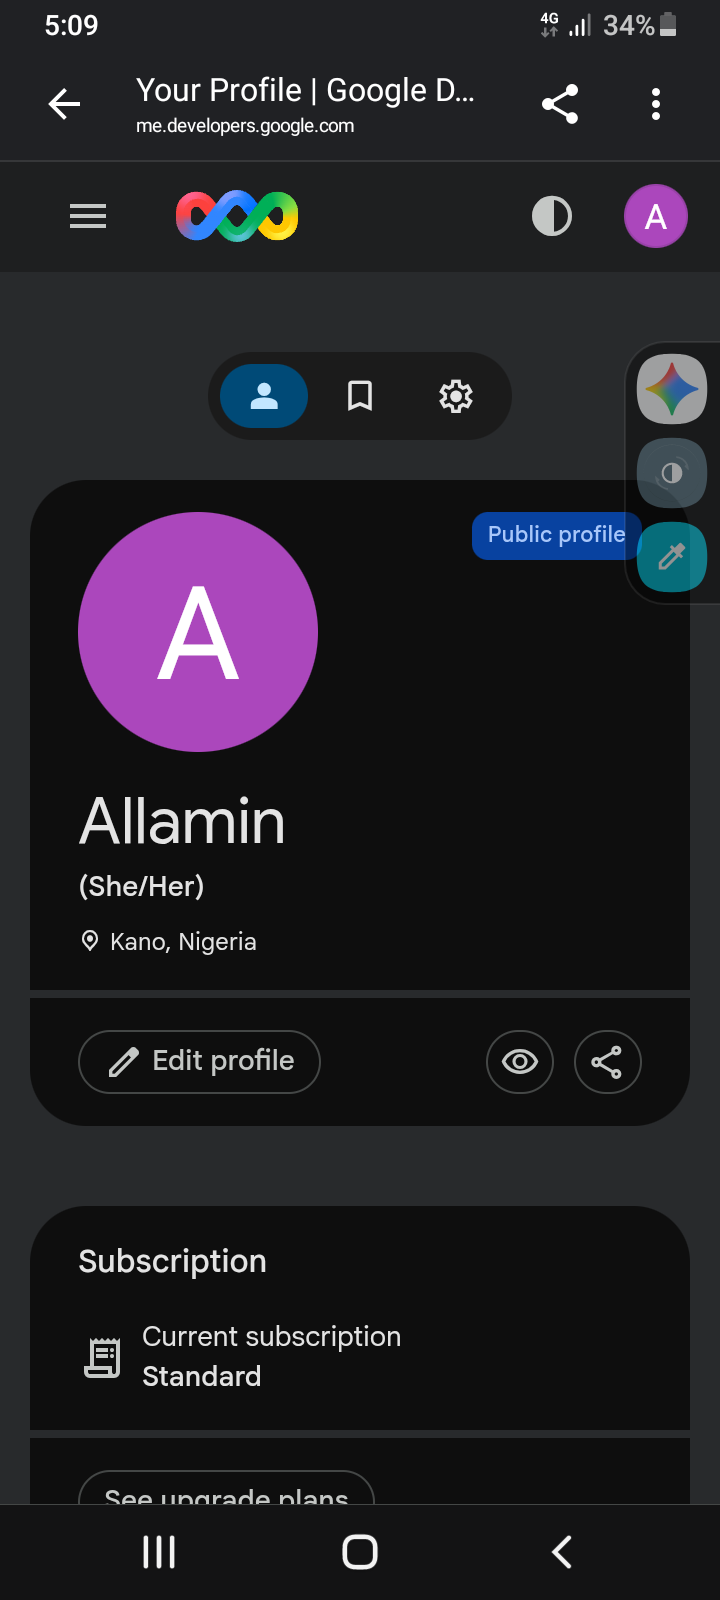 5:09
4G
34%
Your Profile | Google D...
me.developers.google.com
A
Public profile
A
Allamin
(She/Her)
Kano, Nigeria
Edit profile
Subscription
Current subscription
Standard
See upgrade plans